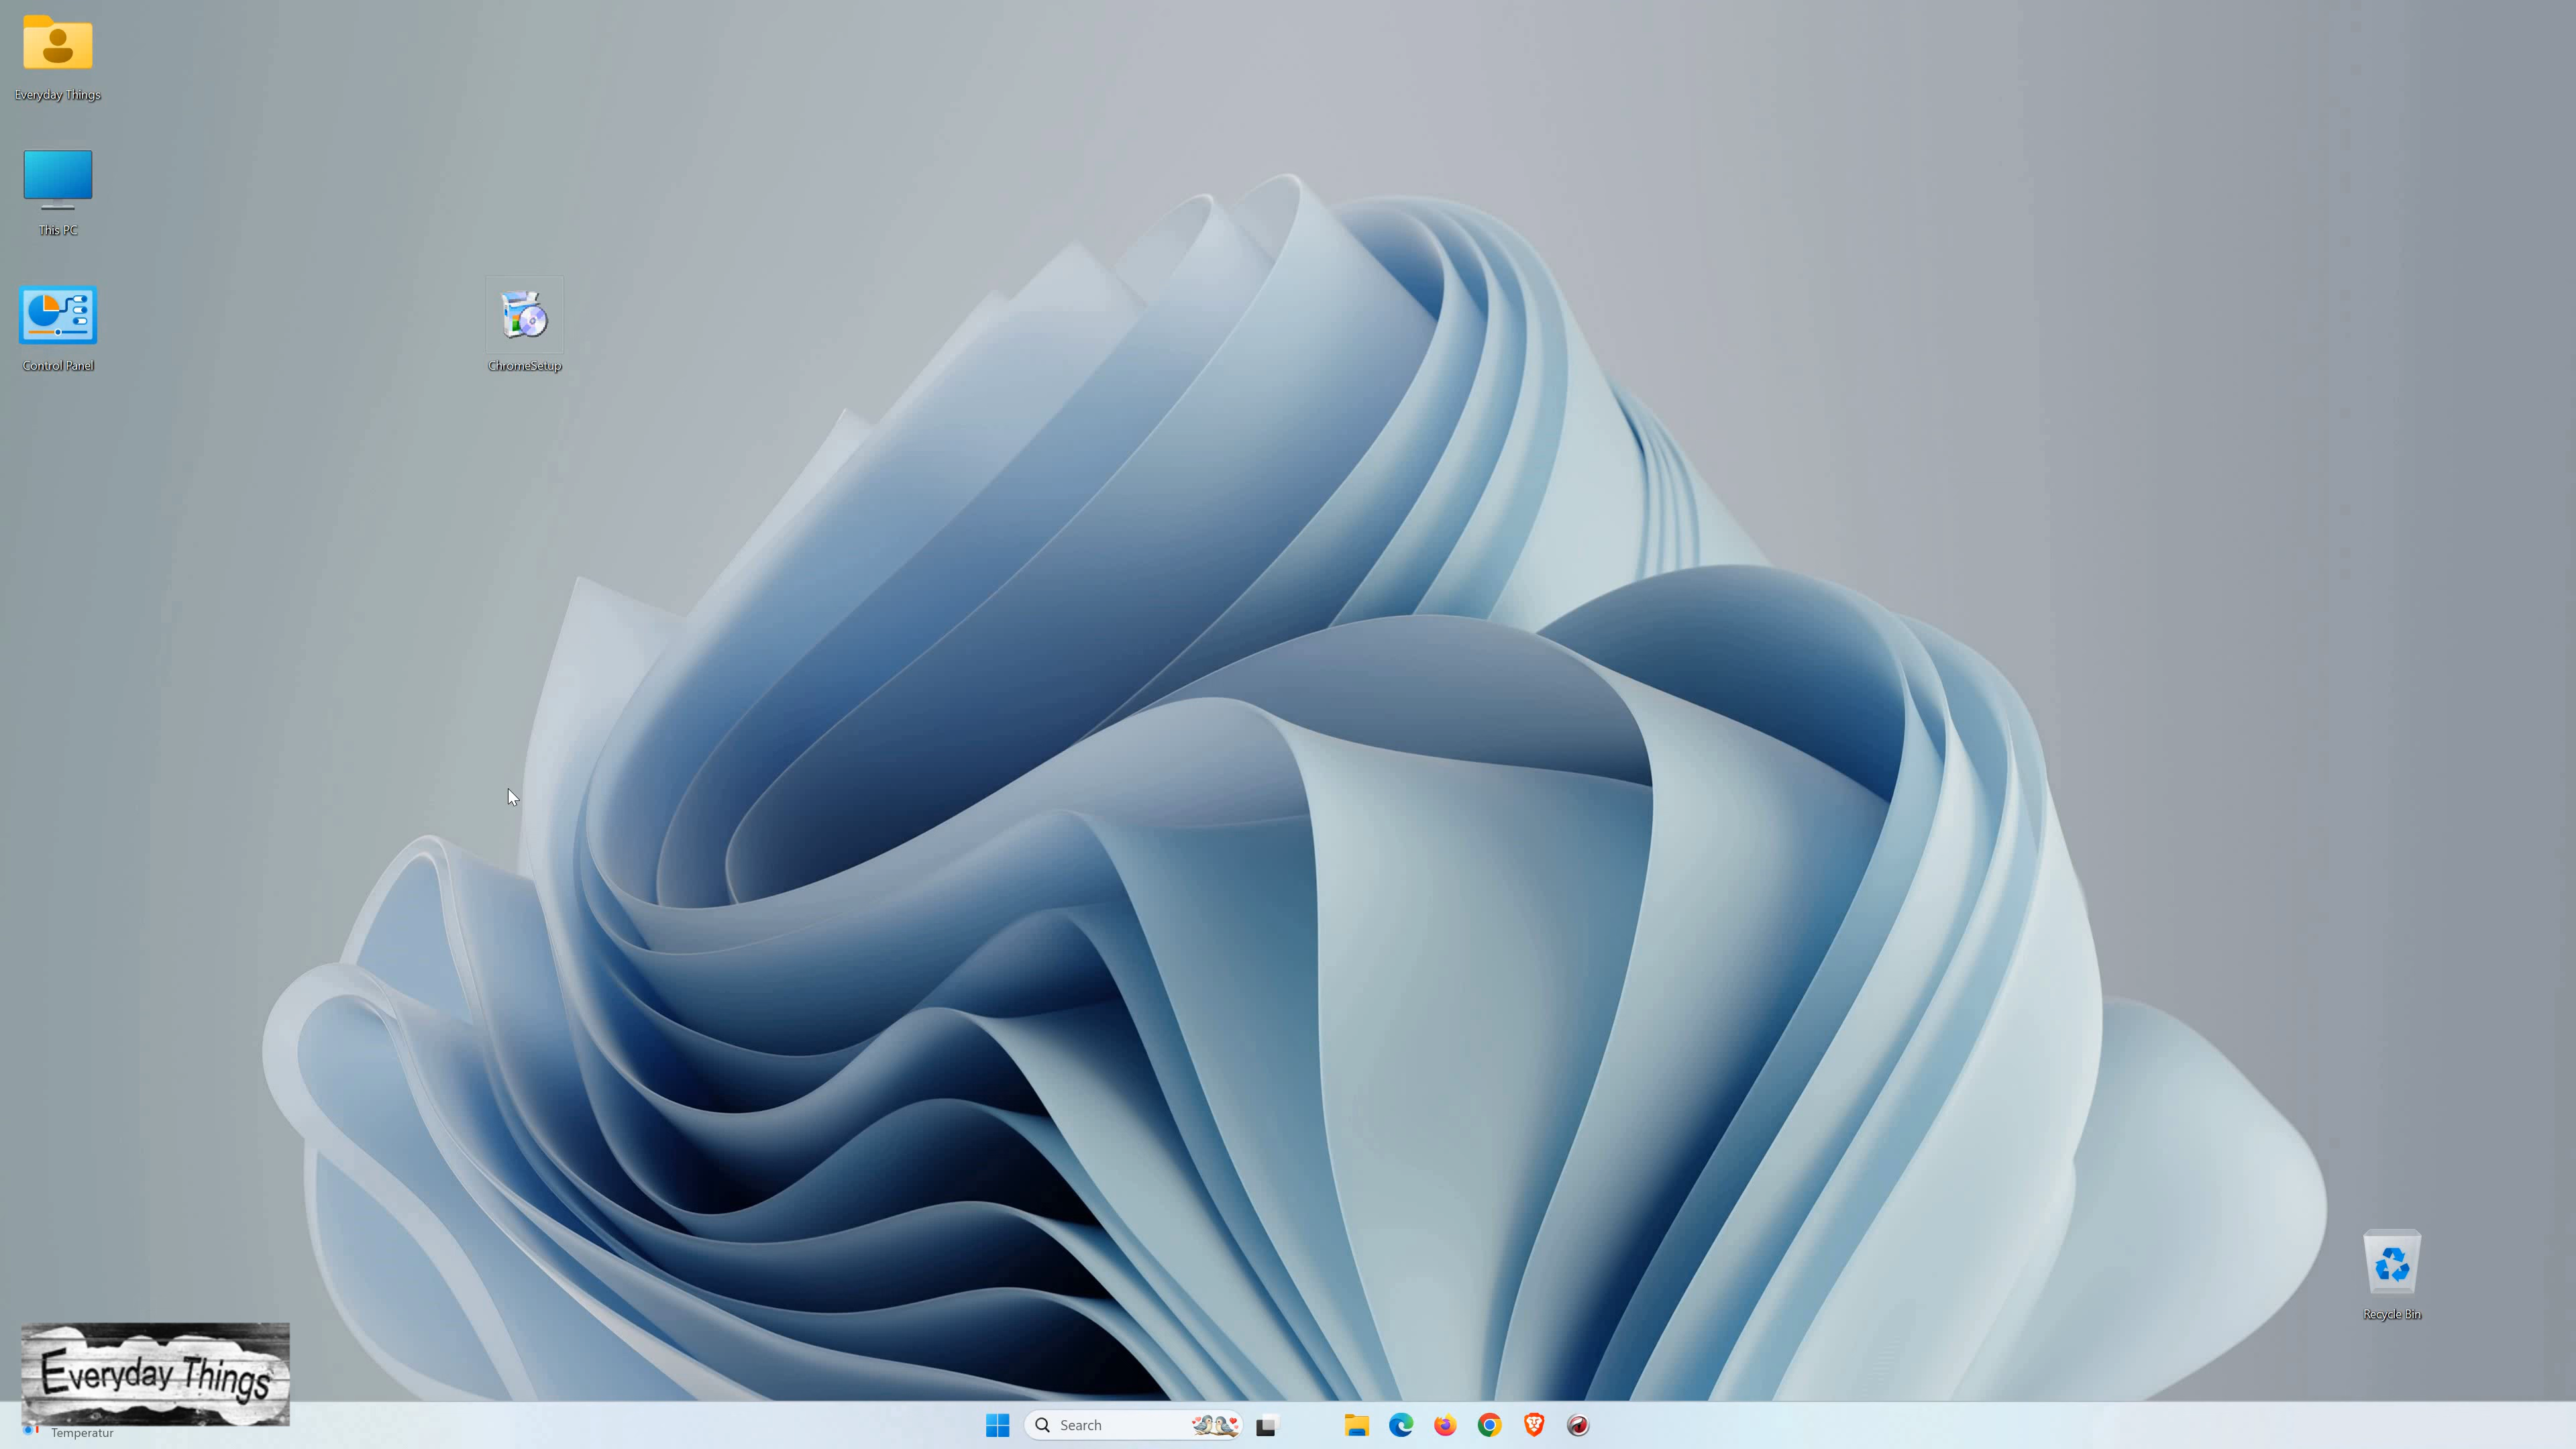 Everyday Things
This PC
Control Panel
ChromeSetup
Recycle Bin
Everyday Things
Temperatur
Search